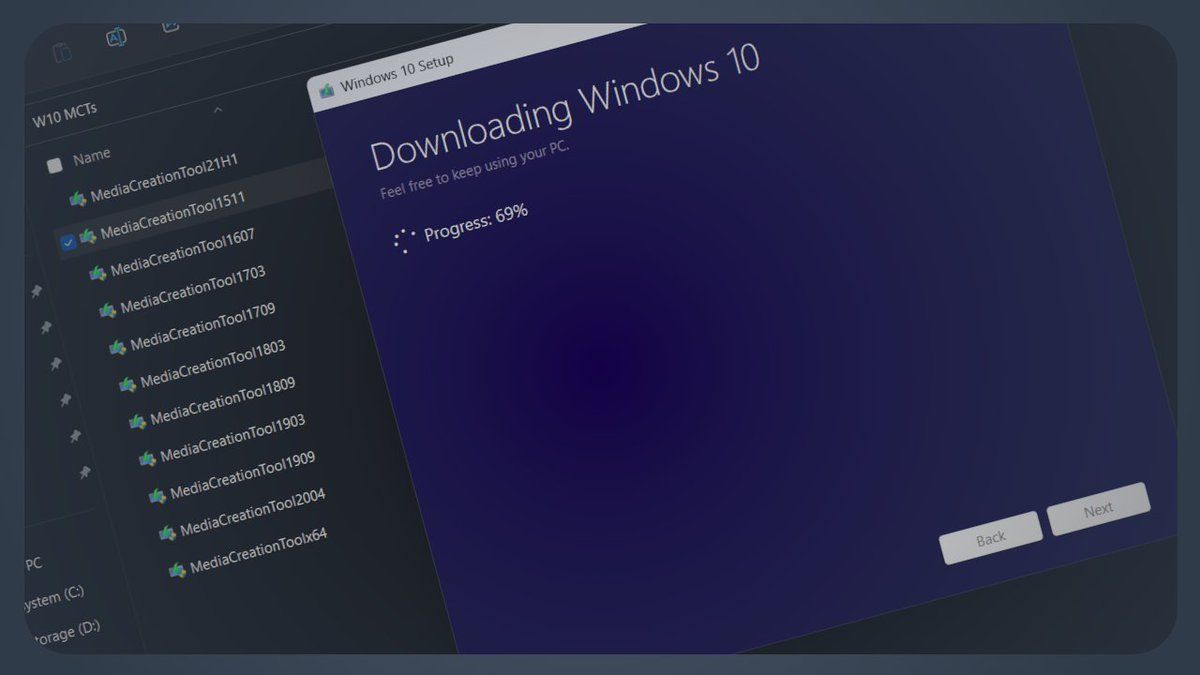 W10 MCTs
Name
MediaCreationTool21H1
MediaCreationTool1511
MediaCreationTool1607
MediaCreationTool1703
MediaCreationTool1709
MediaCreationTool1803
MediaCreationTool1809
MediaCreationTool1903
MediaCreationTool1909
MediaCreationTool2004
MediaCreationToolx64
PC
ystem (C:)
torage (D:)
Windows 10 Setup
Downloading Windows 10
Feel free to keep using your PC.
Progress: 69%
Back
Next